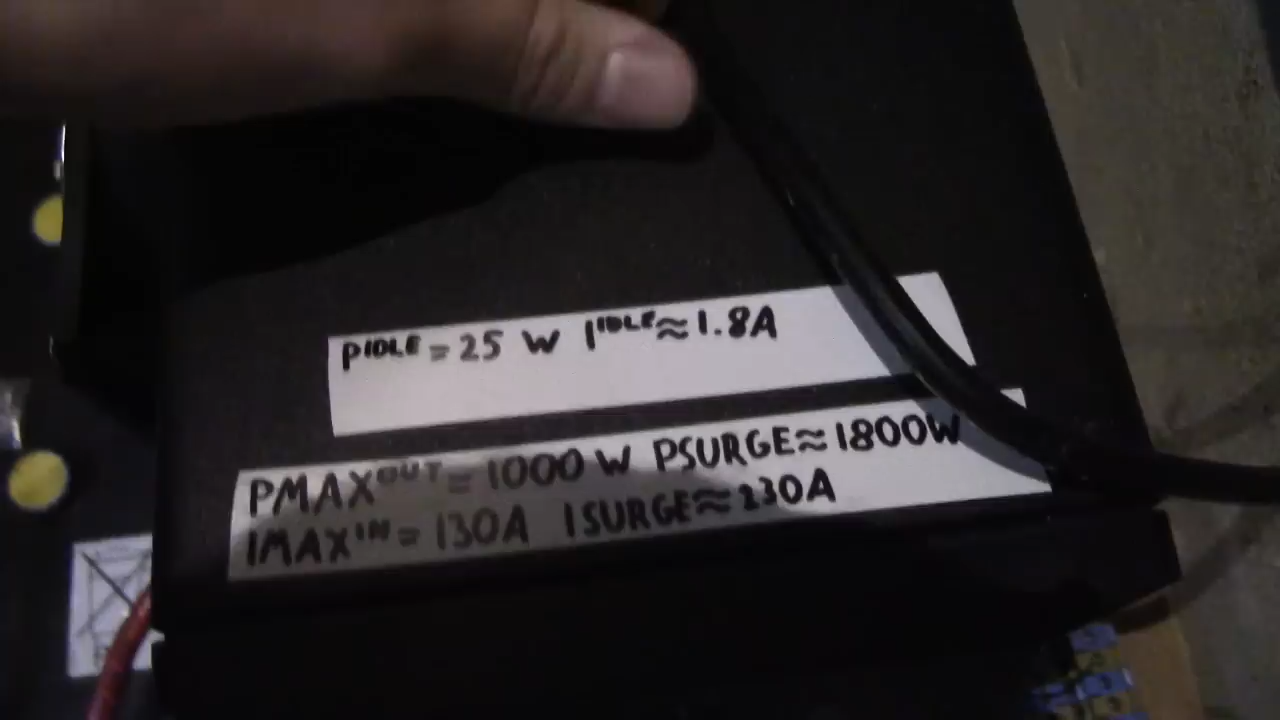 PIDLE = 25 W IIDLE ≈ 1.8A
PMAXOUT = 1000 W PSURGE ≈ 1800W
IMAXIN = 130A ISURGE ≈ 230A